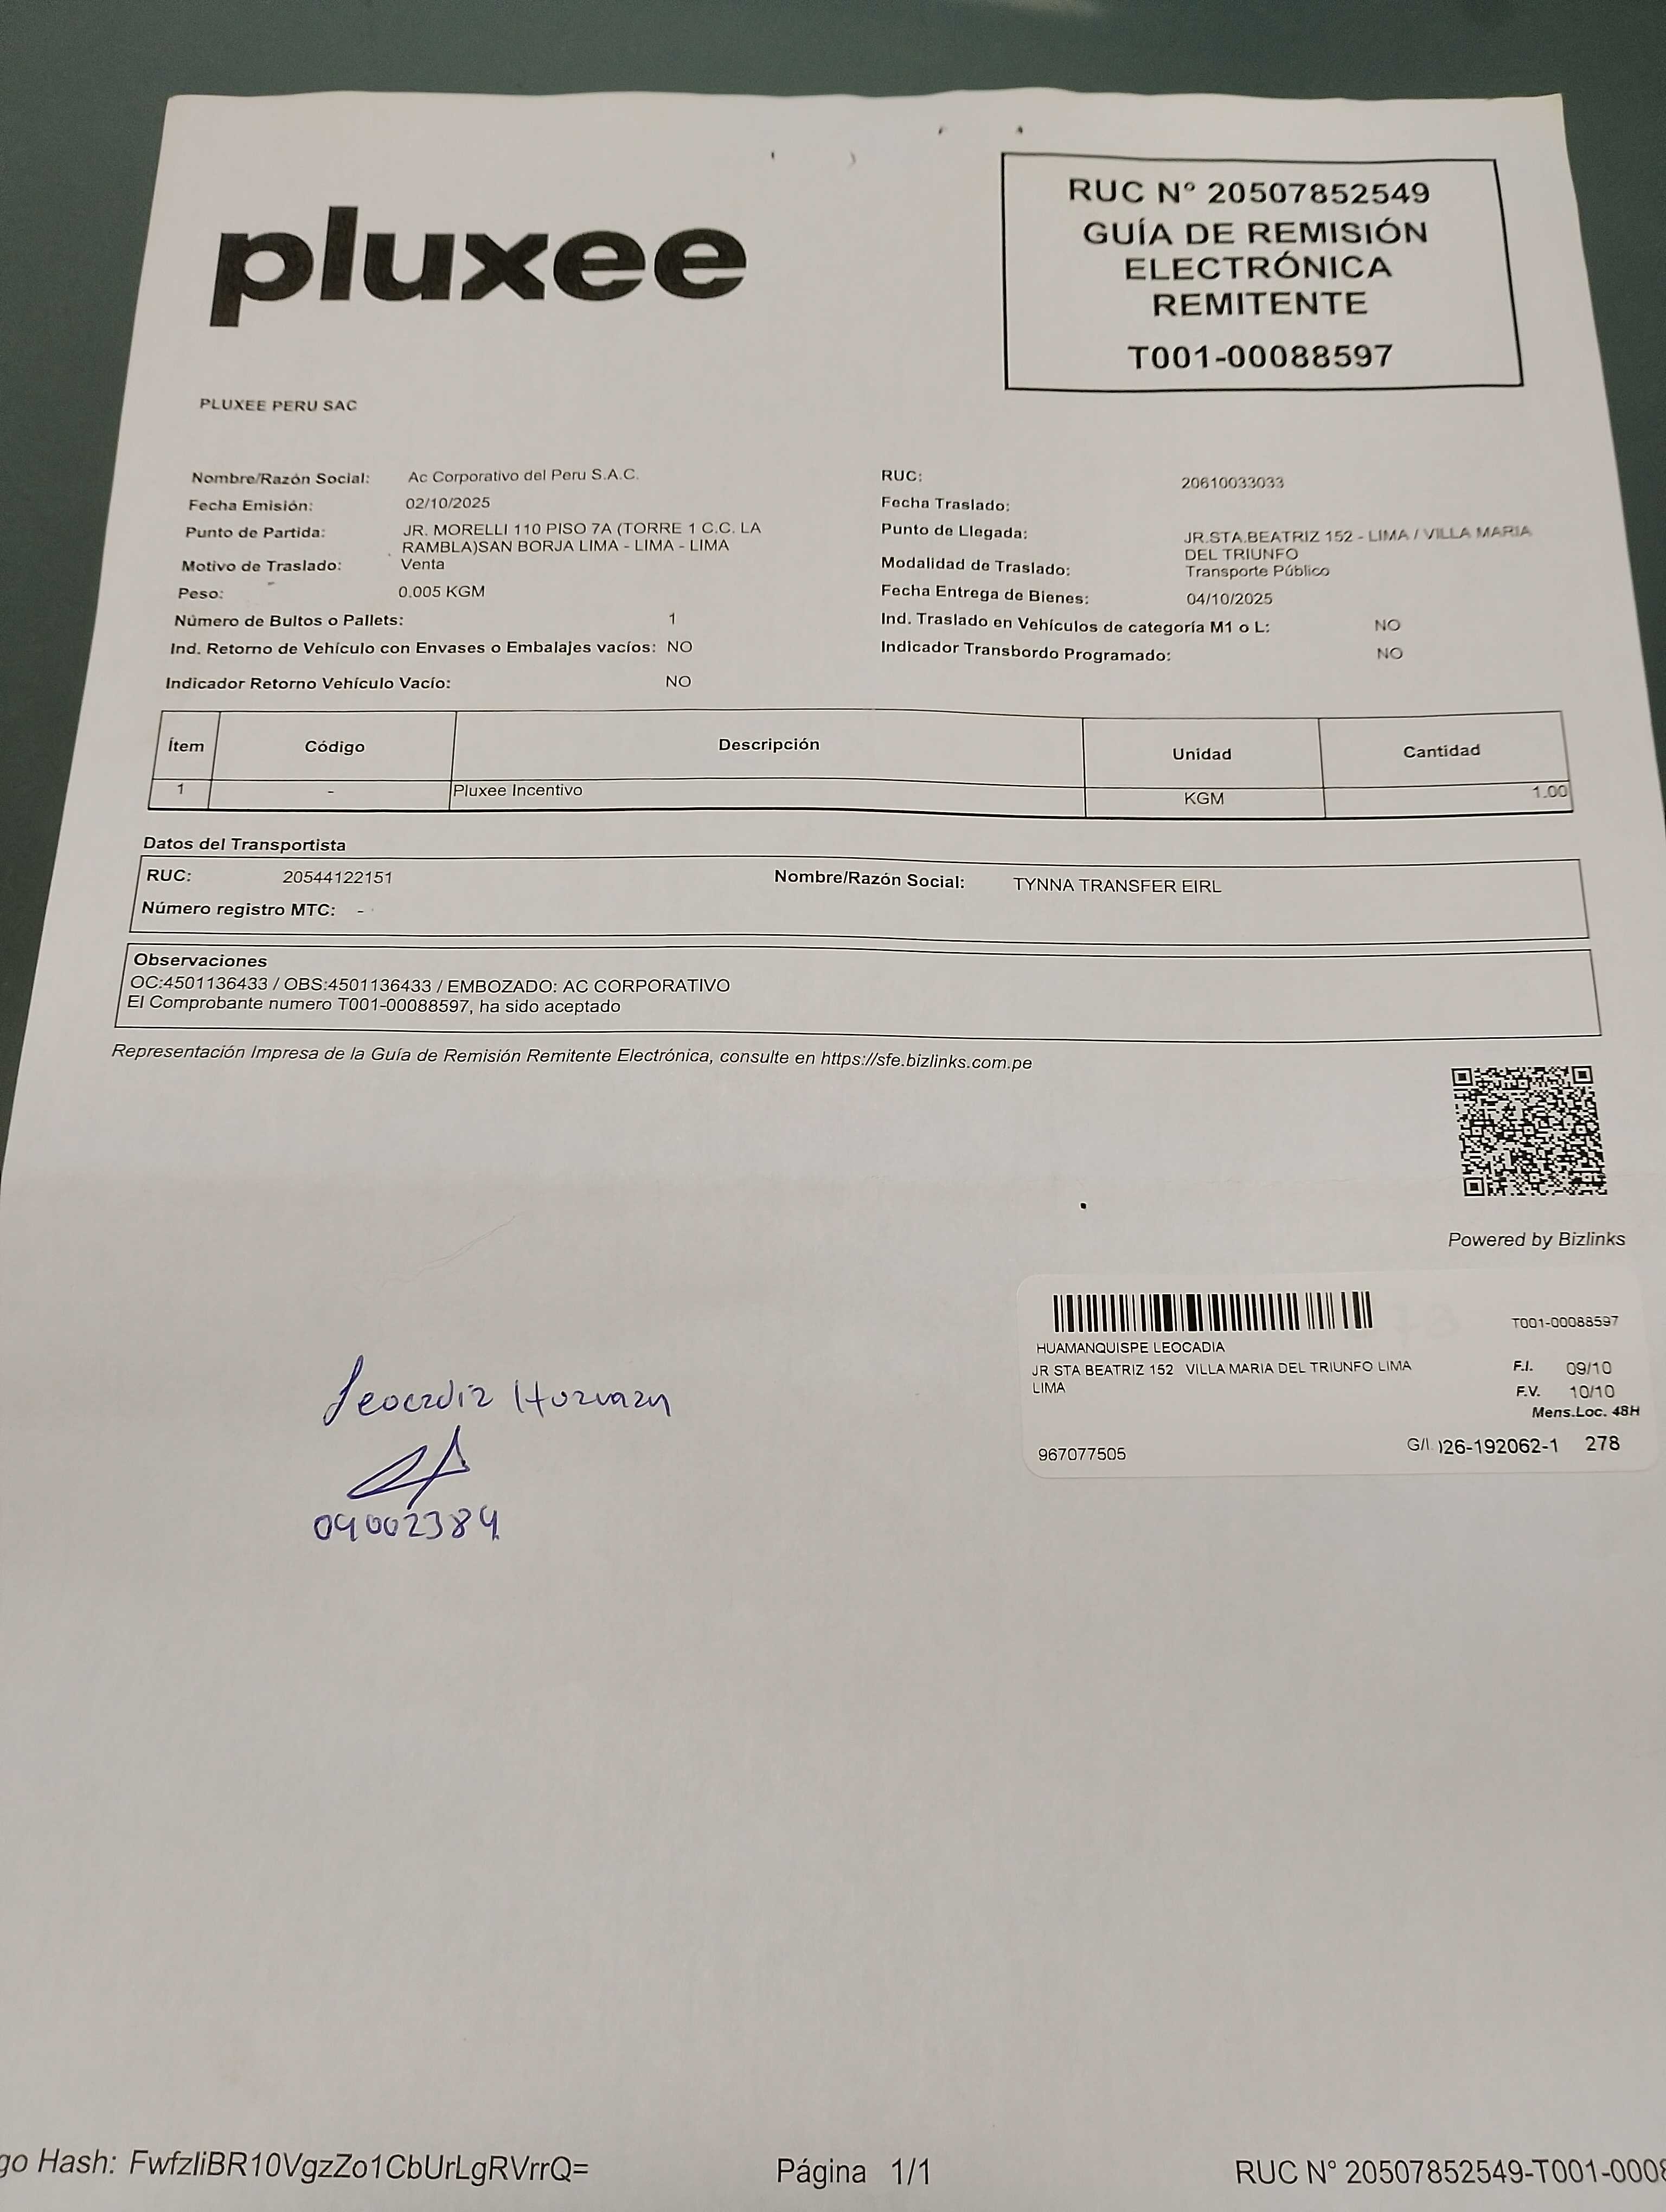 pluxee
RUC N° 20507852549
GUÍA DE REMISIÓN
ELECTRÓNICA
REMITENTE
T001-00088597
PLUXEE PERU SAC
Nombre/Razón Social: Ac Corporativo del Peru S.A.C.
Fecha Emisión: 02/10/2025
Punto de Partida: JR. MORELLI 110 PISO 7A (TORRE 1 C.C. LA
RAMBLA)SAN BORJA LIMA - LIMA - LIMA
Motivo de Traslado: Venta
Peso: 0.005 KGM
Número de Bultos o Pallets: 1
Ind. Retorno de Vehículo con Envases o Embalajes vacíos: NO
Indicador Retorno Vehículo Vacío: NO
RUC: 20610033033
Fecha Traslado:
Punto de Llegada: JR.STA.BEATRIZ 152 - LIMA / VILLA MARIA
DEL TRIUNFO
Modalidad de Traslado: Transporte Público
Fecha Entrega de Bienes: 04/10/2025
Ind. Traslado en Vehículos de categoría M1 o L: NO
Indicador Transbordo Programado: NO
Ítem Código Descripción Unidad Cantidad
1 - Pluxee Incentivo KGM 1.00
Datos del Transportista
RUC: 20544122151 Nombre/Razón Social: TYNNA TRANSFER EIRL
Número registro MTC: -
Observaciones
OC:4501136433 / OBS:4501136433 / EMBOZADO: AC CORPORATIVO
El Comprobante numero T001-00088597, ha sido aceptado
Representación Impresa de la Guía de Remisión Remitente Electrónica, consulte en https://sfe.bizlinks.com.pe
Powered by Bizlinks
T001-00088597
HUAMANQUISPE LEOCADIA
JR STA BEATRIZ 152 VILLA MARIA DEL TRIUNFO LIMA
LIMA
F.I. 09/10
F.V. 10/10
Mens.Loc. 48H
967077505
G/I. )26-192062-1 278
Leocadia
09002384
go Hash: FwfzliBR10VgzZo1CbUrLgRVrrQ=
Página 1/1
RUC N° 20507852549-T001-0008